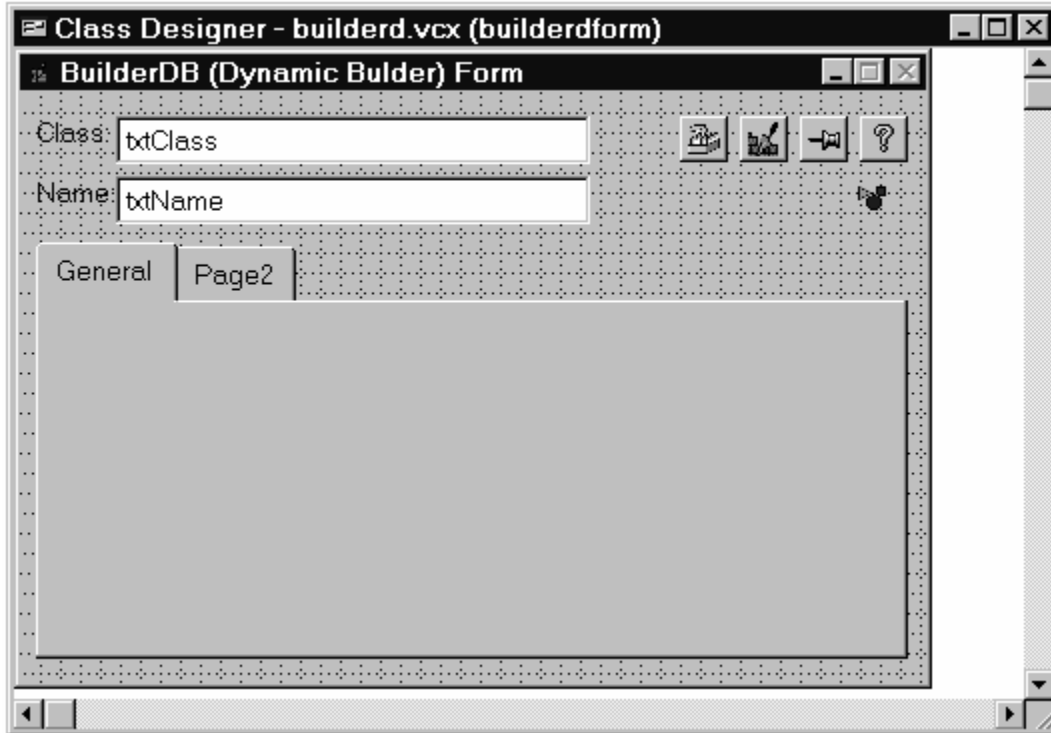 Class Designer - builderd.vcx (builderdform)
BuilderDB (Dynamic Bulder) Form
Class: txtClass
Name: txtName
General Page2